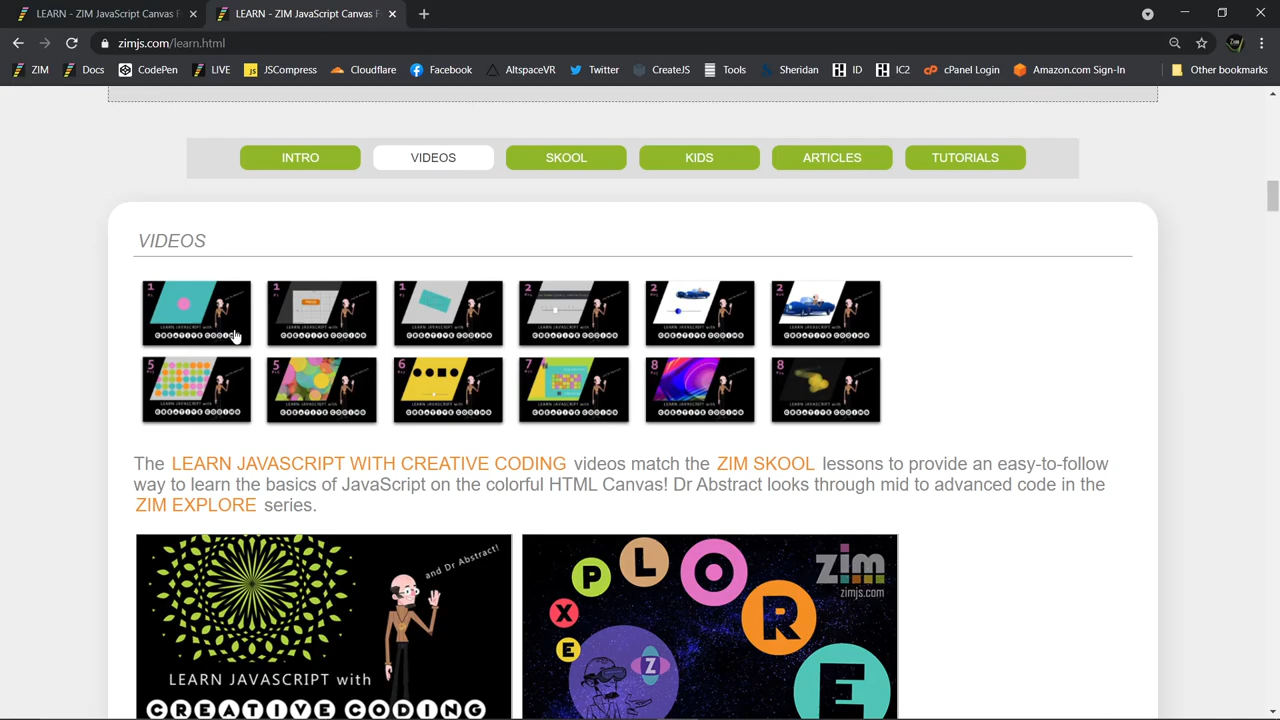 LEARN - ZIM JavaScript Canvas F
LEARN - ZIM JavaScript Canvas F
zimjs.com/learn.html
ZIM Docs CodePen LIVE JSCompress Cloudflare Facebook AltspaceVR Twitter CreateJS Tools Sheridan ID IC2 cPanel Login Amazon.com Sign-In Other bookmarks
INTRO VIDEOS SKOOL KIDS ARTICLES TUTORIALS
VIDEOS
The LEARN JAVASCRIPT WITH CREATIVE CODING videos match the ZIM SKOOL lessons to provide an easy-to-follow
way to learn the basics of JavaScript on the colorful HTML Canvas! Dr Abstract looks through mid to advanced code in the
ZIM EXPLORE series.
and Dr Abstract!
LEARN JAVASCRIPT with
CREATIVE CODING
EXPLORE
zim
zimjs.com
Z